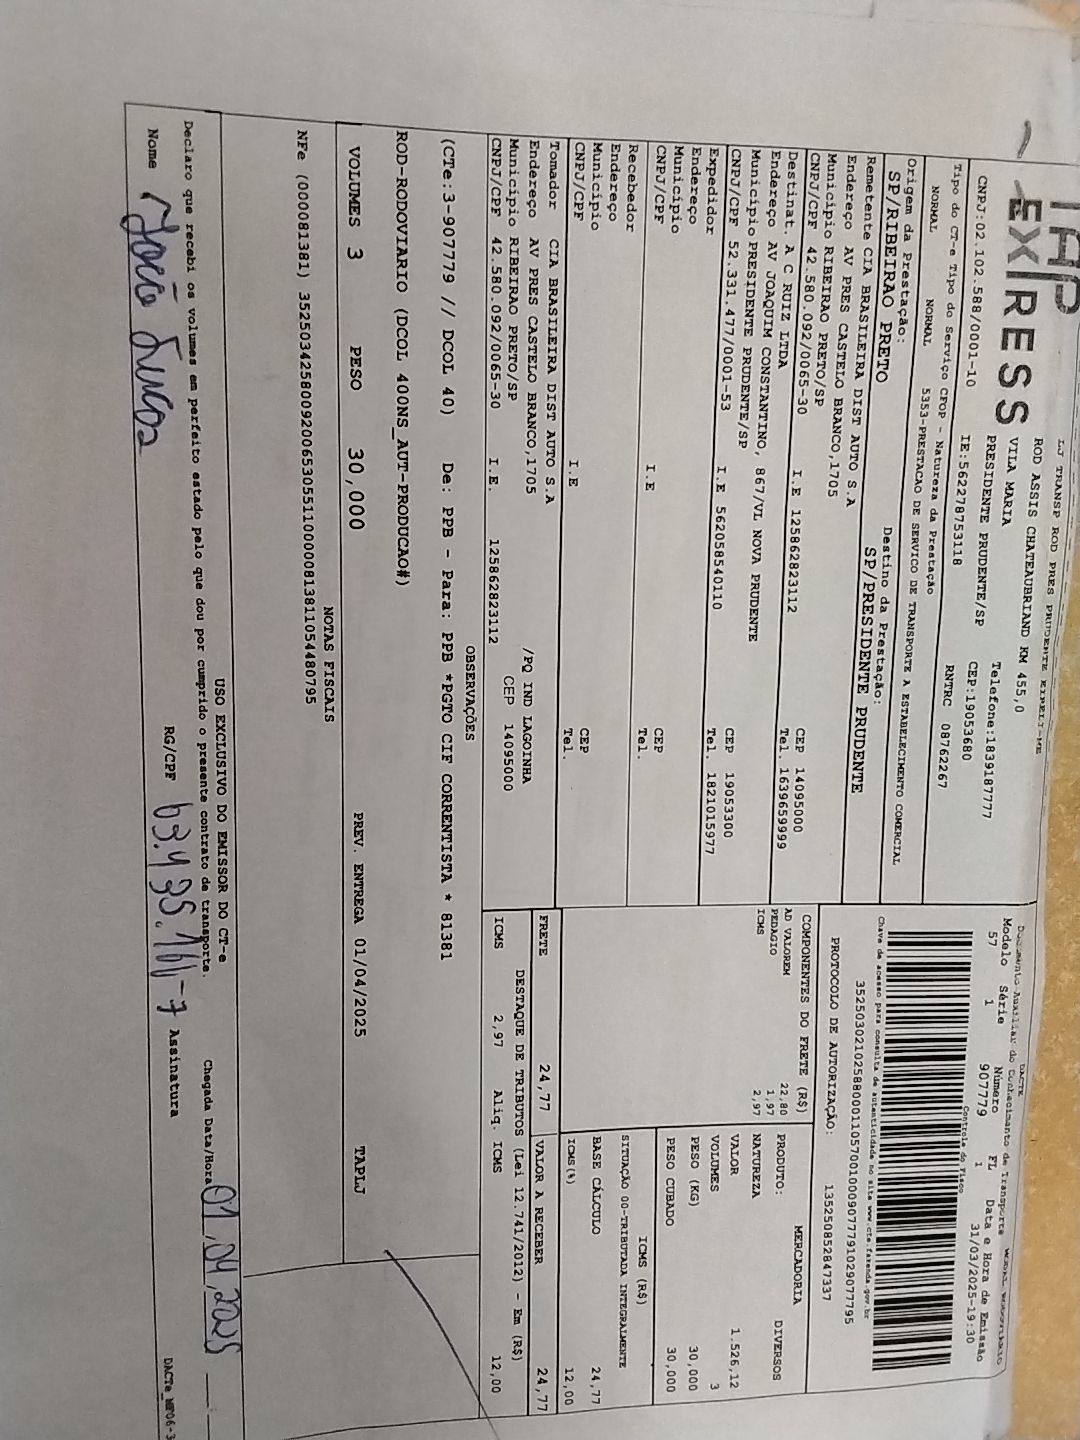 TAP
EXPRESS
LJ TRANSP ROD PRES PRUDENTE EIRELI-ME
ROD ASSIS CHATEAUBRIAND KM 455,0
VILA MARIA
PRESIDENTE PRUDENTE/SP
Telefone:1839187777
CEP:19053680
CNPJ:02.102.588/0001-10
IE:562278753118
RNTRC 08762267
Tipo do CT-e Tipo do Serviço CFOP - Natureza da Prestação
NORMAL NORMAL 5353-PRESTACAO DE SERVICO DE TRANSPORTE A ESTABELECIMENTO COMERCIAL
Origem da Prestação: Destino da Prestação:
SP/RIBEIRAO PRETO SP/PRESIDENTE PRUDENTE
Remetente CIA BRASILEIRA DIST AUTO S.A
Endereço AV PRES CASTELO BRANCO,1705
Município RIBEIRAO PRETO/SP CEP 14095000
CNPJ/CPF 42.580.092/0065-30 I.E 125862823112 Tel. 1639659999
Destinat. A C RUIZ LTDA
Endereço AV JOAQUIM CONSTANTINO, 867/VL NOVA PRUDENTE
Município PRESIDENTE PRUDENTE/SP CEP 19053300
CNPJ/CPF 52.331.477/0001-53 I.E 562058540110 Tel. 1821015977
Expedidor
Endereço
Município CEP
CNPJ/CPF I.E Tel.
Recebedor
Endereço
Município CEP
CNPJ/CPF I.E Tel.
Tomador CIA BRASILEIRA DIST AUTO S.A
Endereço AV PRES CASTELO BRANCO,1705 /PQ IND LAGOINHA
Município RIBEIRAO PRETO/SP CEP 14095000
CNPJ/CPF 42.580.092/0065-30 I.E. 125862823112
DACTE
Documento Auxiliar do Conhecimento de Transporte MODAL RODOVIARIO
Modelo Série Número FL Data e Hora de Emissão
57 1 907779 1 31/03/2025-19:30
Controle do Fisco
Chave de acesso para consulta de autenticidade no site www.cte.fazenda.gov.br
35250302102588000110570010009077791029077795
PROTOCOLO DE AUTORIZAÇÃO: 135250852847337
COMPONENTES DO FRETE (R$)
AD VALOREM 22,80
PEDAGIO 1,97
ICMS 2,97
FRETE 24,77
MERCADORIA
PRODUTO: DIVERSOS
NATUREZA
VALOR 1.526,12
VOLUMES 3
PESO (KG) 30,000
PESO CUBADO 30,000
ICMS (R$)
SITUAÇÃO 00-TRIBUTADA INTEGRALMENTE
BASE CÁLCULO 24,77
ICMS(%) 12,00
VALOR A RECEBER 24,77
DESTAQUE DE TRIBUTOS (Lei 12.741/2012) - Em (R$)
ICMS 2,97 Aliq. ICMS 12,00
OBSERVAÇÕES
(CTe:3-907779 // DCOL 40) De: PPB - Para: PPB *PGTO CIF CORRENTISTA * 81381
ROD-RODOVIARIO (DCOL 400NS_AUT-PRODUCAO#)
VOLUMES 3 PESO 30,000 PREV. ENTREGA 01/04/2025 TAPLJ
NOTAS FISCAIS
NFe (000081381) 35250342580092006530551100000813811054480795
USO EXCLUSIVO DO EMISSOR DO CT-e
Declaro que recebi os volumes em perfeito estado pelo que dou por cumprido o presente contrato de transporte.
Chegada Data/Hora 01,04,2025
Nome João
RG/CPF
Assinatura